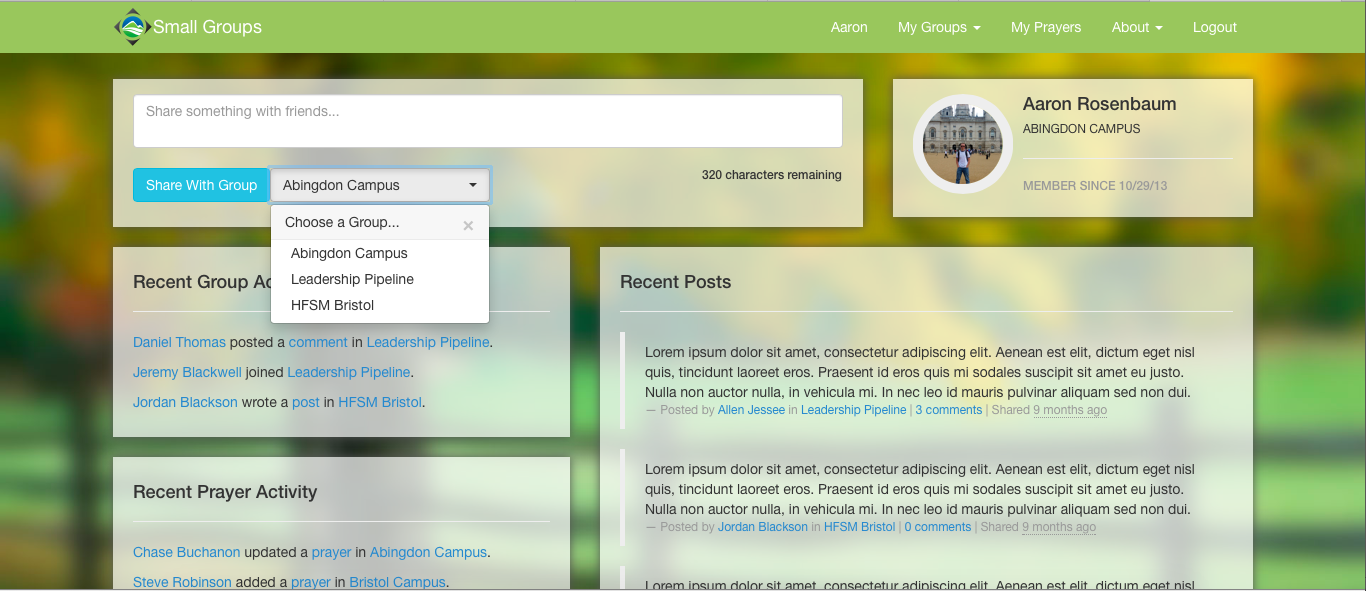 Small Groups
Aaron
My Groups
My Prayers
About
Logout
Share something with friends...
Share With Group
Abingdon Campus
320 characters remaining
Choose a Group...
×
Abingdon Campus
Leadership Pipeline
HFSM Bristol
Aaron Rosenbaum
ABINGDON CAMPUS
MEMBER SINCE 10/29/13
Recent Group Ac
Daniel Thomas posted a comment in Leadership Pipeline.
Jeremy Blackwell joined Leadership Pipeline.
Jordan Blackson wrote a post in HFSM Bristol.
Recent Prayer Activity
Chase Buchanon updated a prayer in Abingdon Campus.
Steve Robinson added a prayer in Bristol Campus.
Recent Posts
Lorem ipsum dolor sit amet, consectetur adipiscing elit. Aenean est elit, dictum eget nisl
quis, tincidunt laoreet eros. Praesent id eros quis mi sodales suscipit sit amet eu justo.
Nulla non auctor nulla, in vehicula mi. In nec leo id mauris pulvinar aliquam sed non dui.
— Posted by Allen Jessee in Leadership Pipeline | 3 comments | Shared 9 months ago
Lorem ipsum dolor sit amet, consectetur adipiscing elit. Aenean est elit, dictum eget nisl
quis, tincidunt laoreet eros. Praesent id eros quis mi sodales suscipit sit amet eu justo.
Nulla non auctor nulla, in vehicula mi. In nec leo id mauris pulvinar aliquam sed non dui.
— Posted by Jordan Blackson in HFSM Bristol | 0 comments | Shared 9 months ago
Lorem ipsum dolor sit amet, consectetur adipiscing elit. Aenean est elit, dictum eget nisl